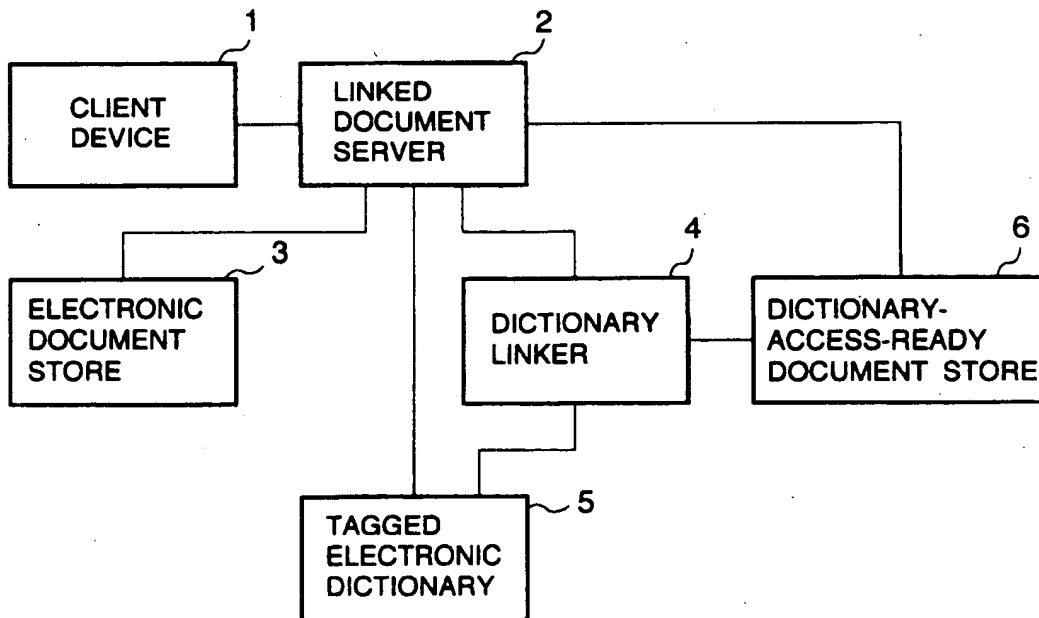 1
CLIENT
DEVICE
2
LINKED
DOCUMENT
SERVER
3
ELECTRONIC
DOCUMENT
STORE
4
DICTIONARY
LINKER
6
DICTIONARY-
ACCESS-READY
DOCUMENT STORE
5
TAGGED
ELECTRONIC
DICTIONARY